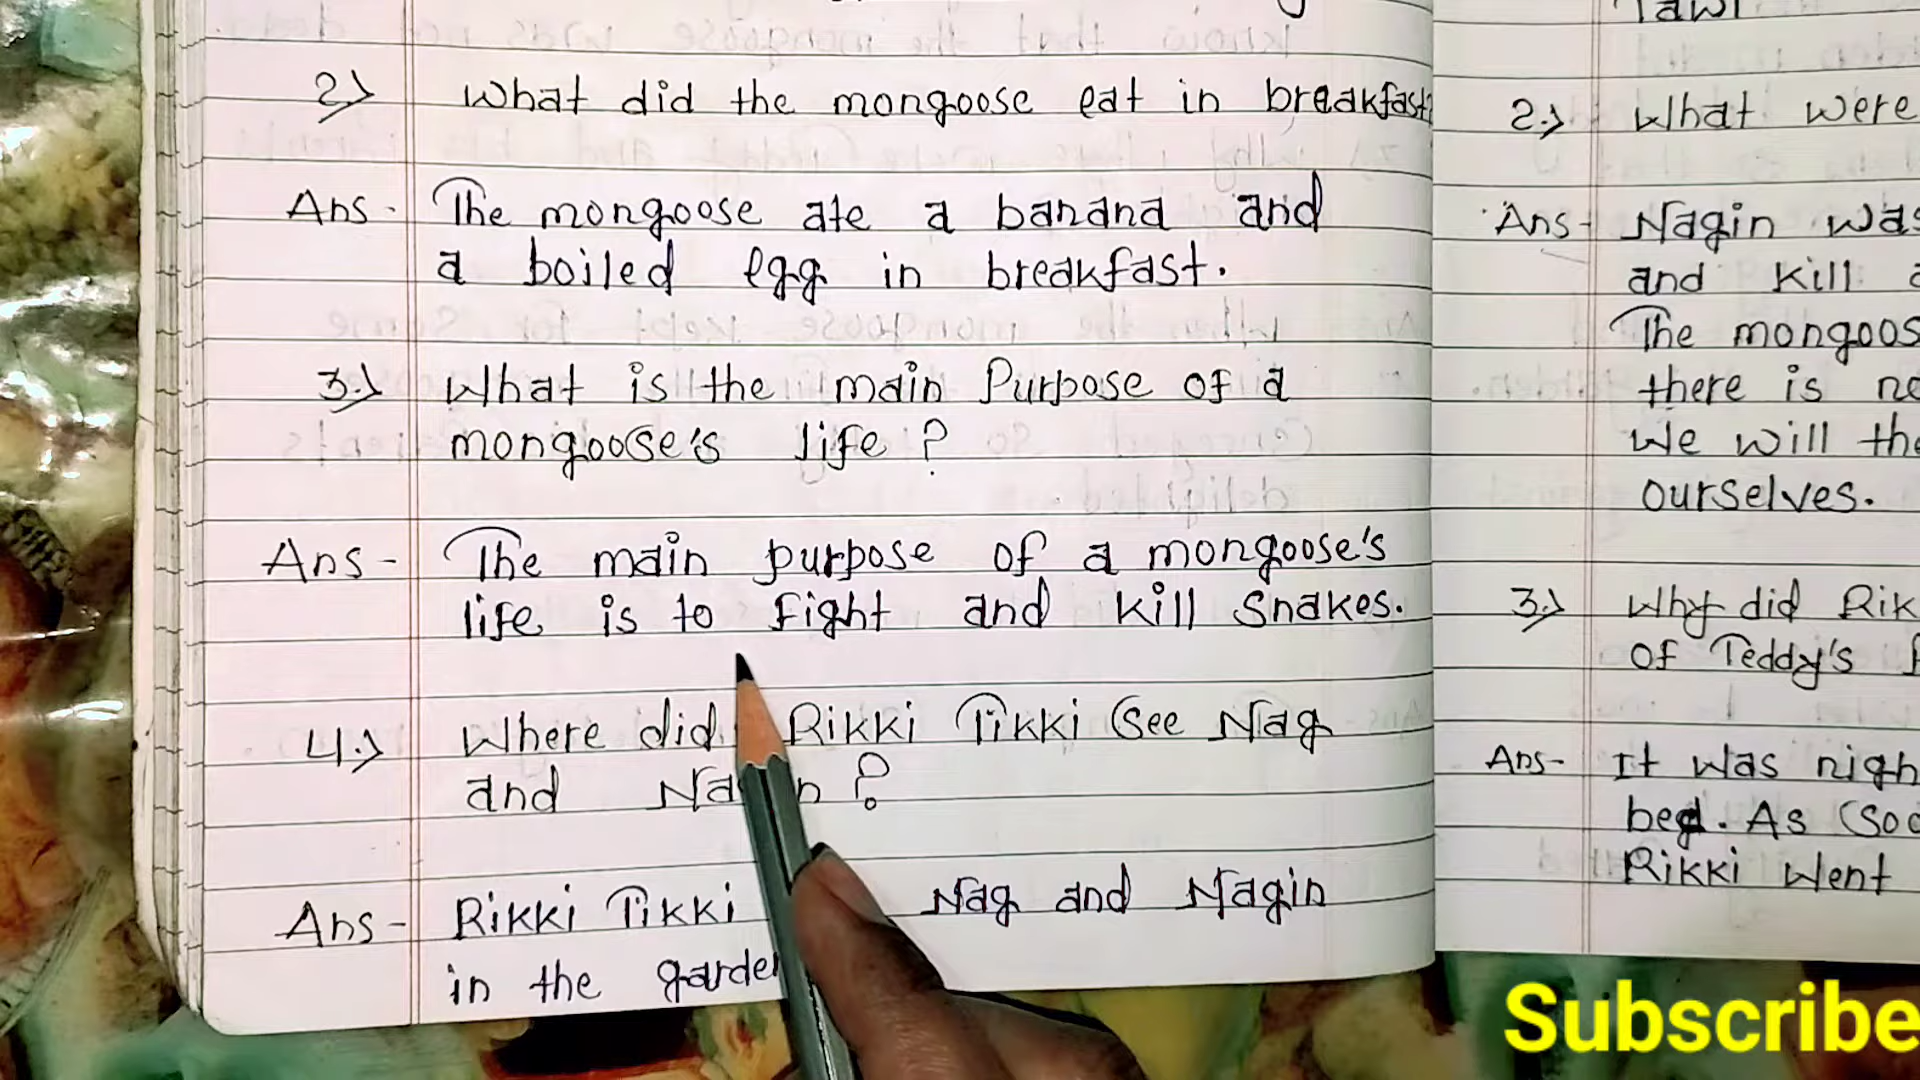 2.) What did the mongoose eat in breakfast?
Ans - The mongoose ate a banana and
a boiled egg in breakfast.
3.) What is the main Purpose of a
mongoose's life?
Ans - The main purpose of a mongoose's
life is to fight and kill snakes.
4.) Where did Rikki Tikki See Nag
and Na n?
Ans - Rikki Tikki Nag and Nagin
in the garde
2.) What were
Ans - Nagin was
and kill
The mongoos
there is
We will
ourselves.
3.) Why did Rik
of Teddy's
Ans - It was nigh
bed. As
Rikki went
Subscribe